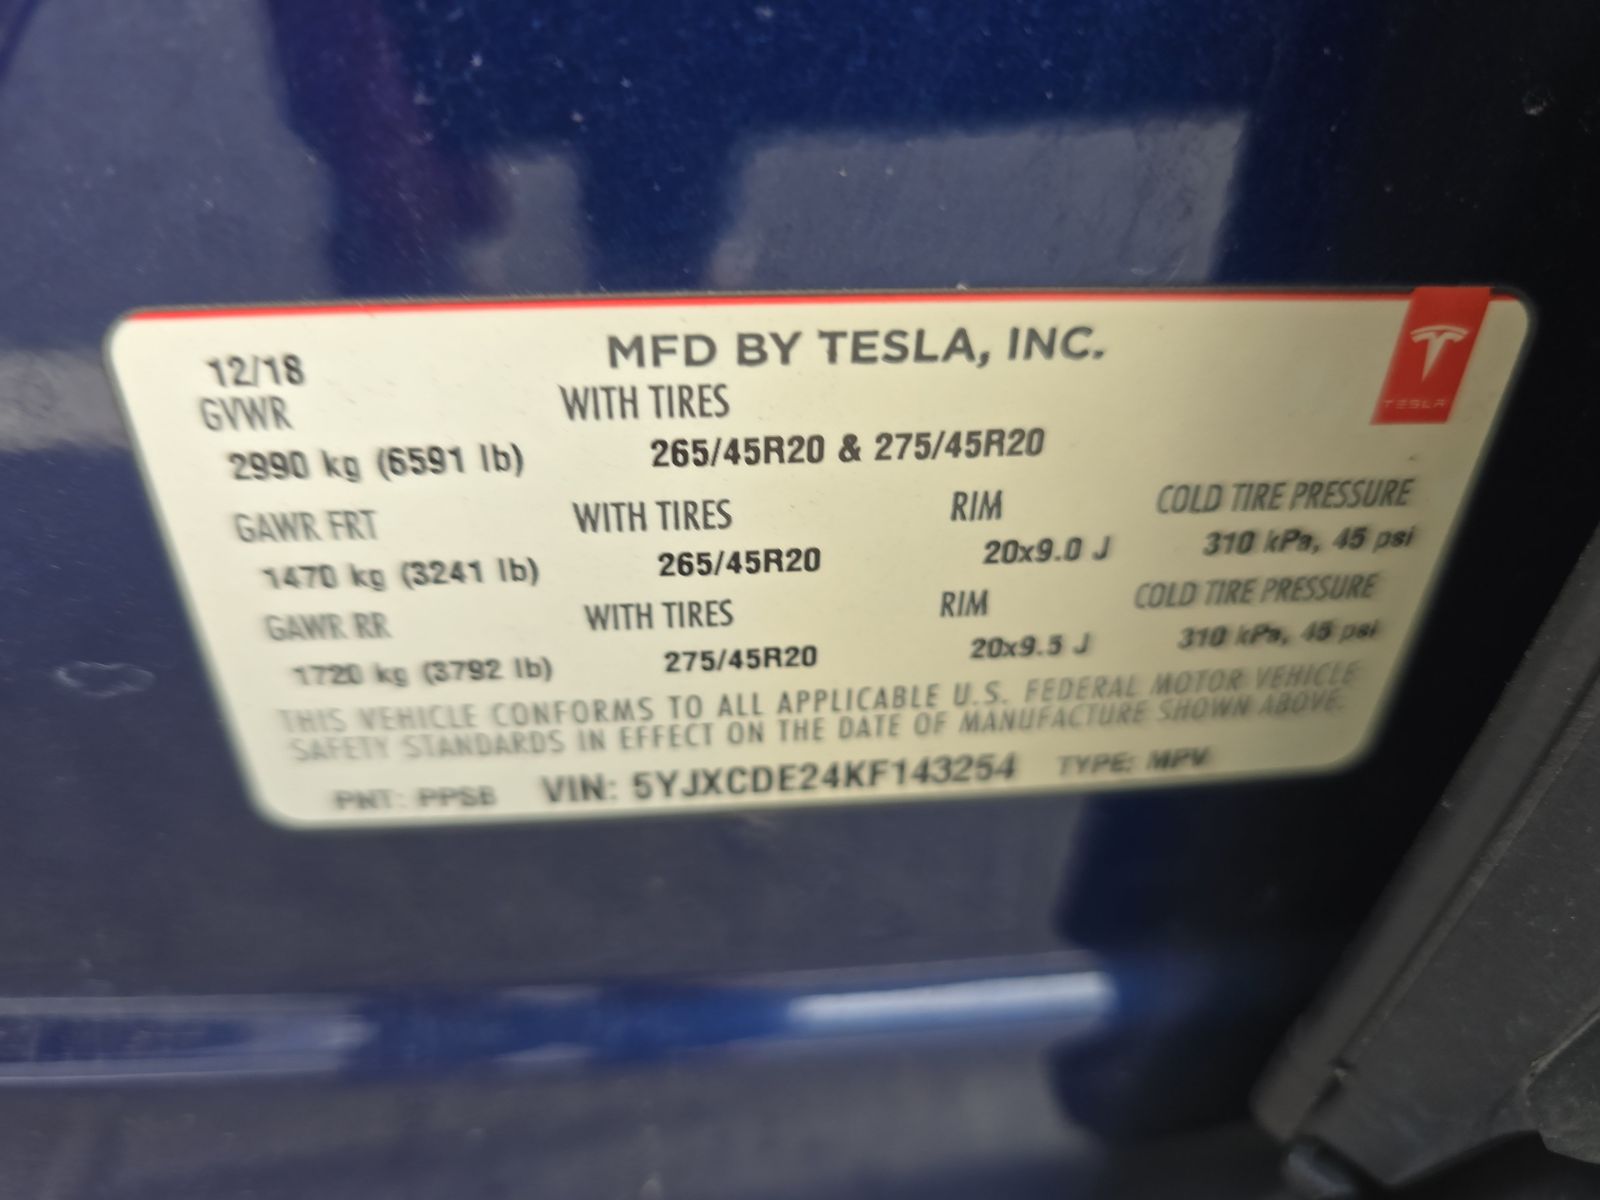 MFD BY TESLA, INC.
12/18
GVWR WITH TIRES
2990 kg (6591 lb) 265/45R20 & 275/45R20
GAWR FRT WITH TIRES RIM COLD TIRE PRESSURE
1470 kg (3241 lb) 265/45R20 20x9.0 J 310 kPa, 45 psi
GAWR RR WITH TIRES RIM COLD TIRE PRESSURE
1720 kg (3792 lb) 275/45R20 20x9.5 J 310 kPa, 45 psi
THIS VEHICLE CONFORMS TO ALL APPLICABLE U.S. FEDERAL MOTOR VEHICLE
SAFETY STANDARDS IN EFFECT ON THE DATE OF MANUFACTURE SHOWN ABOVE.
PNT: PPSB VIN: 5YJXCDE24KF143254 TYPE: MPV
TESLA